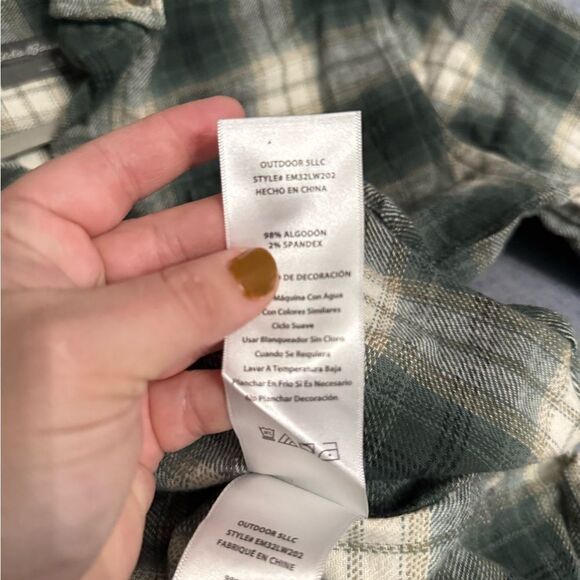 OUTDOOR 5LLC
STYLE# EM32LW202
HECHO EN CHINA
98% ALGODÓN
2% SPANDEX
DE DECORACIÓN
Máquina Con Agua
Con Colores Similares
Ciclo Suave
Usar Blanqueador Sin Cloro
Cuando Se Requiera
Lavar A Temperatura Baja
Planchar En Frío Si Es Necesario
No Planchar Decoración
OUTDOOR 5LLC
STYLE# EM32LW202
FABRIQUÉ EN CHINE